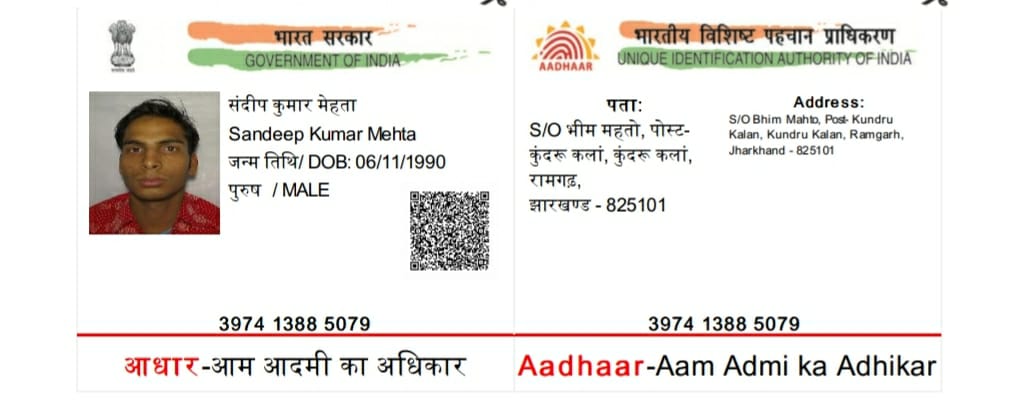 भारत सरकार
GOVERNMENT OF INDIA
संदीप कुमार मेहता
Sandeep Kumar Mehta
जन्म तिथि/ DOB: 06/11/1990
पुरुष / MALE
3974 1388 5079
आधार-आम आदमी का अधिकार
AADHAAR
भारतीय विशिष्ट पहचान प्राधिकरण
UNIQUE IDENTIFICATION AUTHORITY OF INDIA
पता:
S/O भीम महतो, पोस्ट-
कुंदरू कलां, कुंदरू कलां,
रामगढ़,
झारखण्ड - 825101
Address:
S/O Bhim Mahto, Post- Kundru
Kalan, Kundru Kalan, Ramgarh,
Jharkhand - 825101
3974 1388 5079
Aadhaar-Aam Admi ka Adhikar